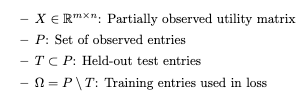 – X ∈ ℝ^{m×n}: Partially observed utility matrix
– P: Set of observed entries
– T ⊂ P: Held-out test entries
– Ω = P \ T: Training entries used in loss